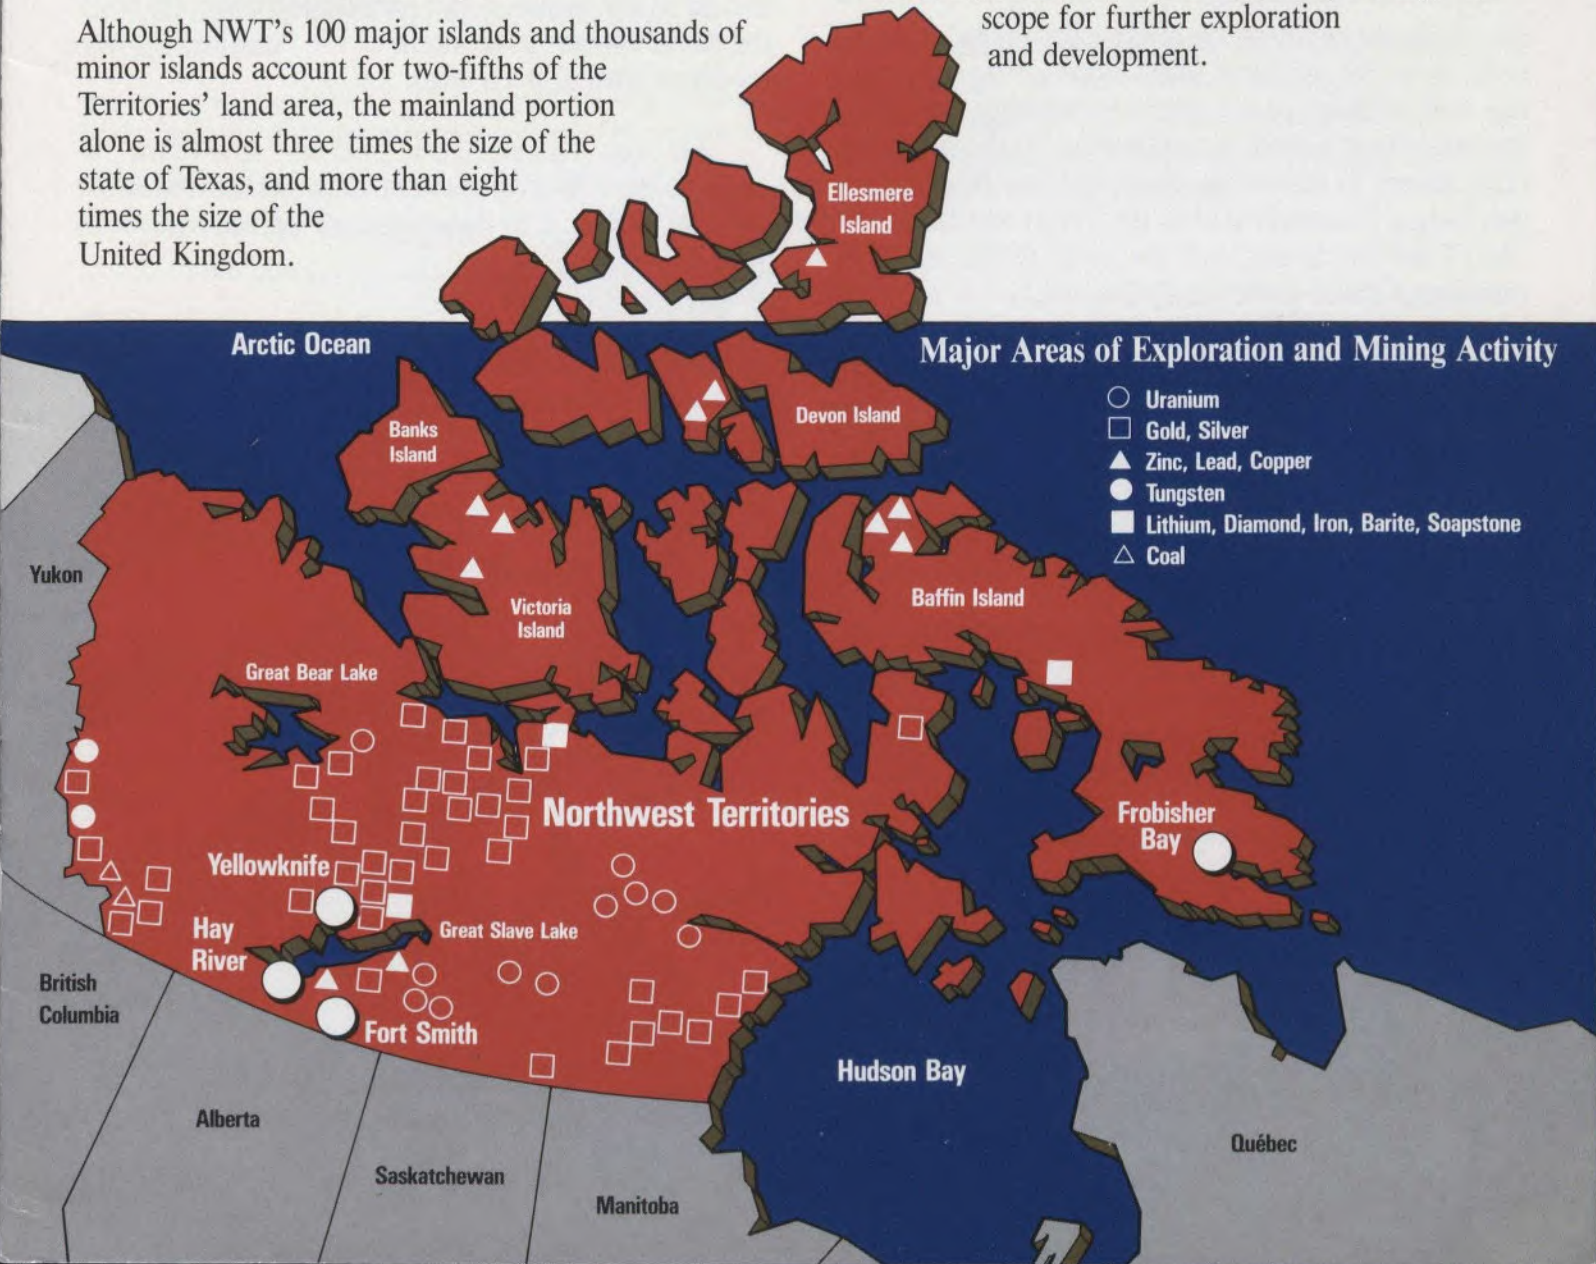 Although NWT's 100 major islands and thousands of
minor islands account for two-fifths of the
Territories' land area, the mainland portion
alone is almost three times the size of the
state of Texas, and more than eight
times the size of the
United Kingdom.
scope for further exploration
and development.
Ellesmere
Island
Arctic Ocean
Major Areas of Exploration and Mining Activity
Uranium
Gold, Silver
Zinc, Lead, Copper
Tungsten
Lithium, Diamond, Iron, Barite, Soapstone
Coal
Banks
Island
Devon Island
Yukon
Victoria
Island
Baffin Island
Great Bear Lake
Northwest Territories
Frobisher
Bay
Yellowknife
Hay
River
Great Slave Lake
British
Columbia
Fort Smith
Hudson Bay
Alberta
Saskatchewan
Manitoba
Québec